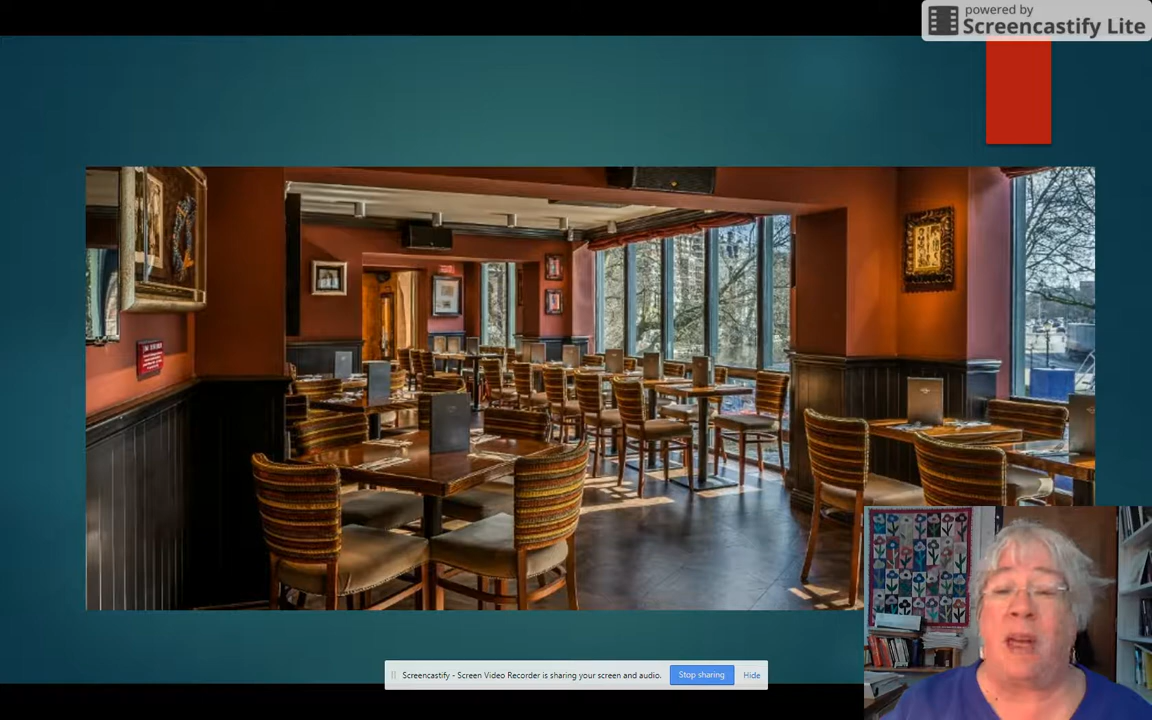 powered by
Screencastify Lite
Screencastify - Screen Video Recorder is sharing your screen and audio.
Stop sharing
Hide